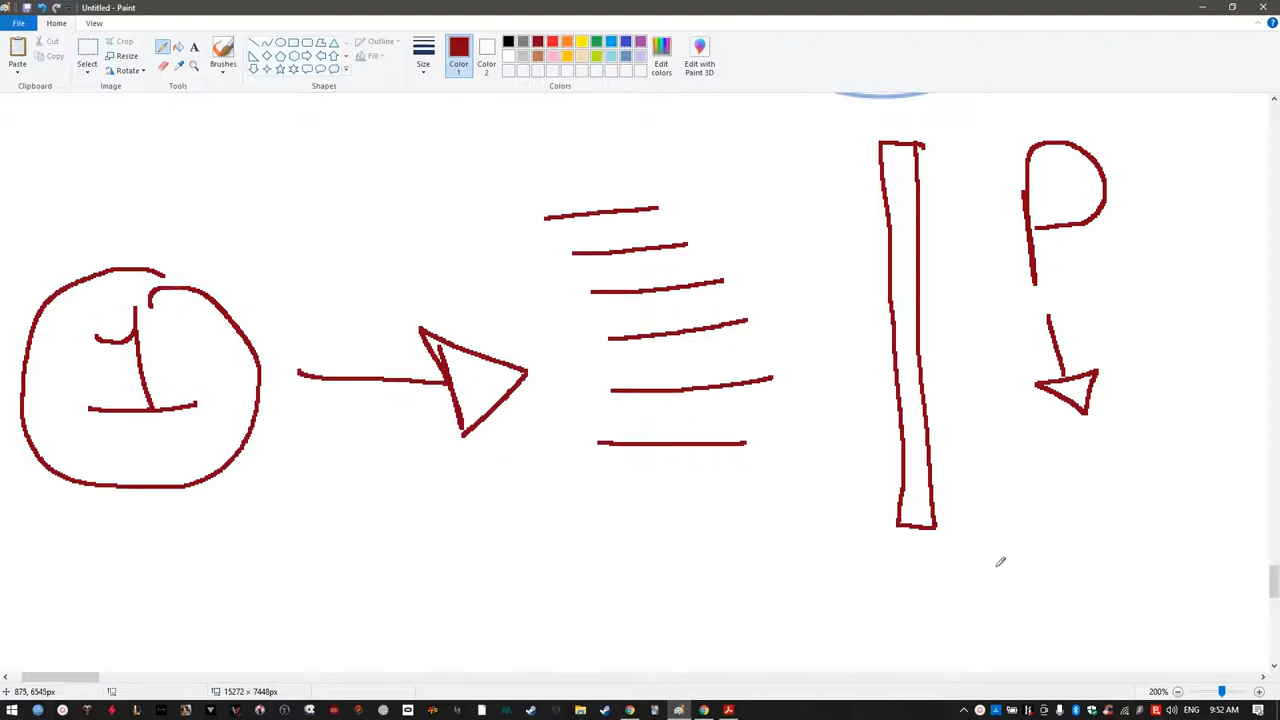 Untitled - Paint
File Home View
Paste Cut Copy
Clipboard
Select Crop Resize Rotate
Image
Tools
Brushes
Outline Fill
Shapes
Size
Color 1
Color 2
Edit colors
Edit with Paint 3D
Colors
1
P
875, 6545px
15272 × 7448px
200%
ENG 9:52 AM